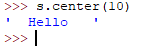 >>> s.center(10)
'  Hello   '
>>>